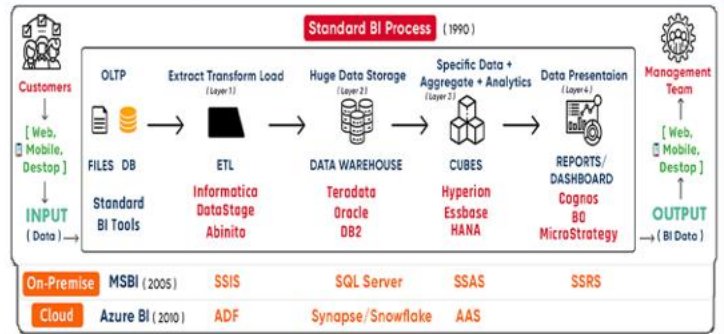 Standard BI Process (1990)
Customers
[ Web,
Mobile,
Destop ]
INPUT
( Data )
OLTP
FILES DB
Standard
BI Tools
Extract Transform Load
(Layer 1)
ETL
Informatica
DataStage
Abinito
Huge Data Storage
(Layer 2)
DATA WAREHOUSE
Teradata
Oracle
DB2
Specific Data +
Aggregate + Analytics
(Layer 3)
CUBES
Hyperion
Essbase
HANA
Data Presentaion
(Layer 4)
REPORTS/
DASHBOARD
Cognos
BO
MicroStrategy
Management
Team
[ Web,
Mobile,
Destop ]
OUTPUT
( BI Data )
On-Premise MSBI ( 2005 ) SSIS SQL Server SSAS SSRS
Cloud Azure BI ( 2010 ) ADF Synapse/Snowflake AAS